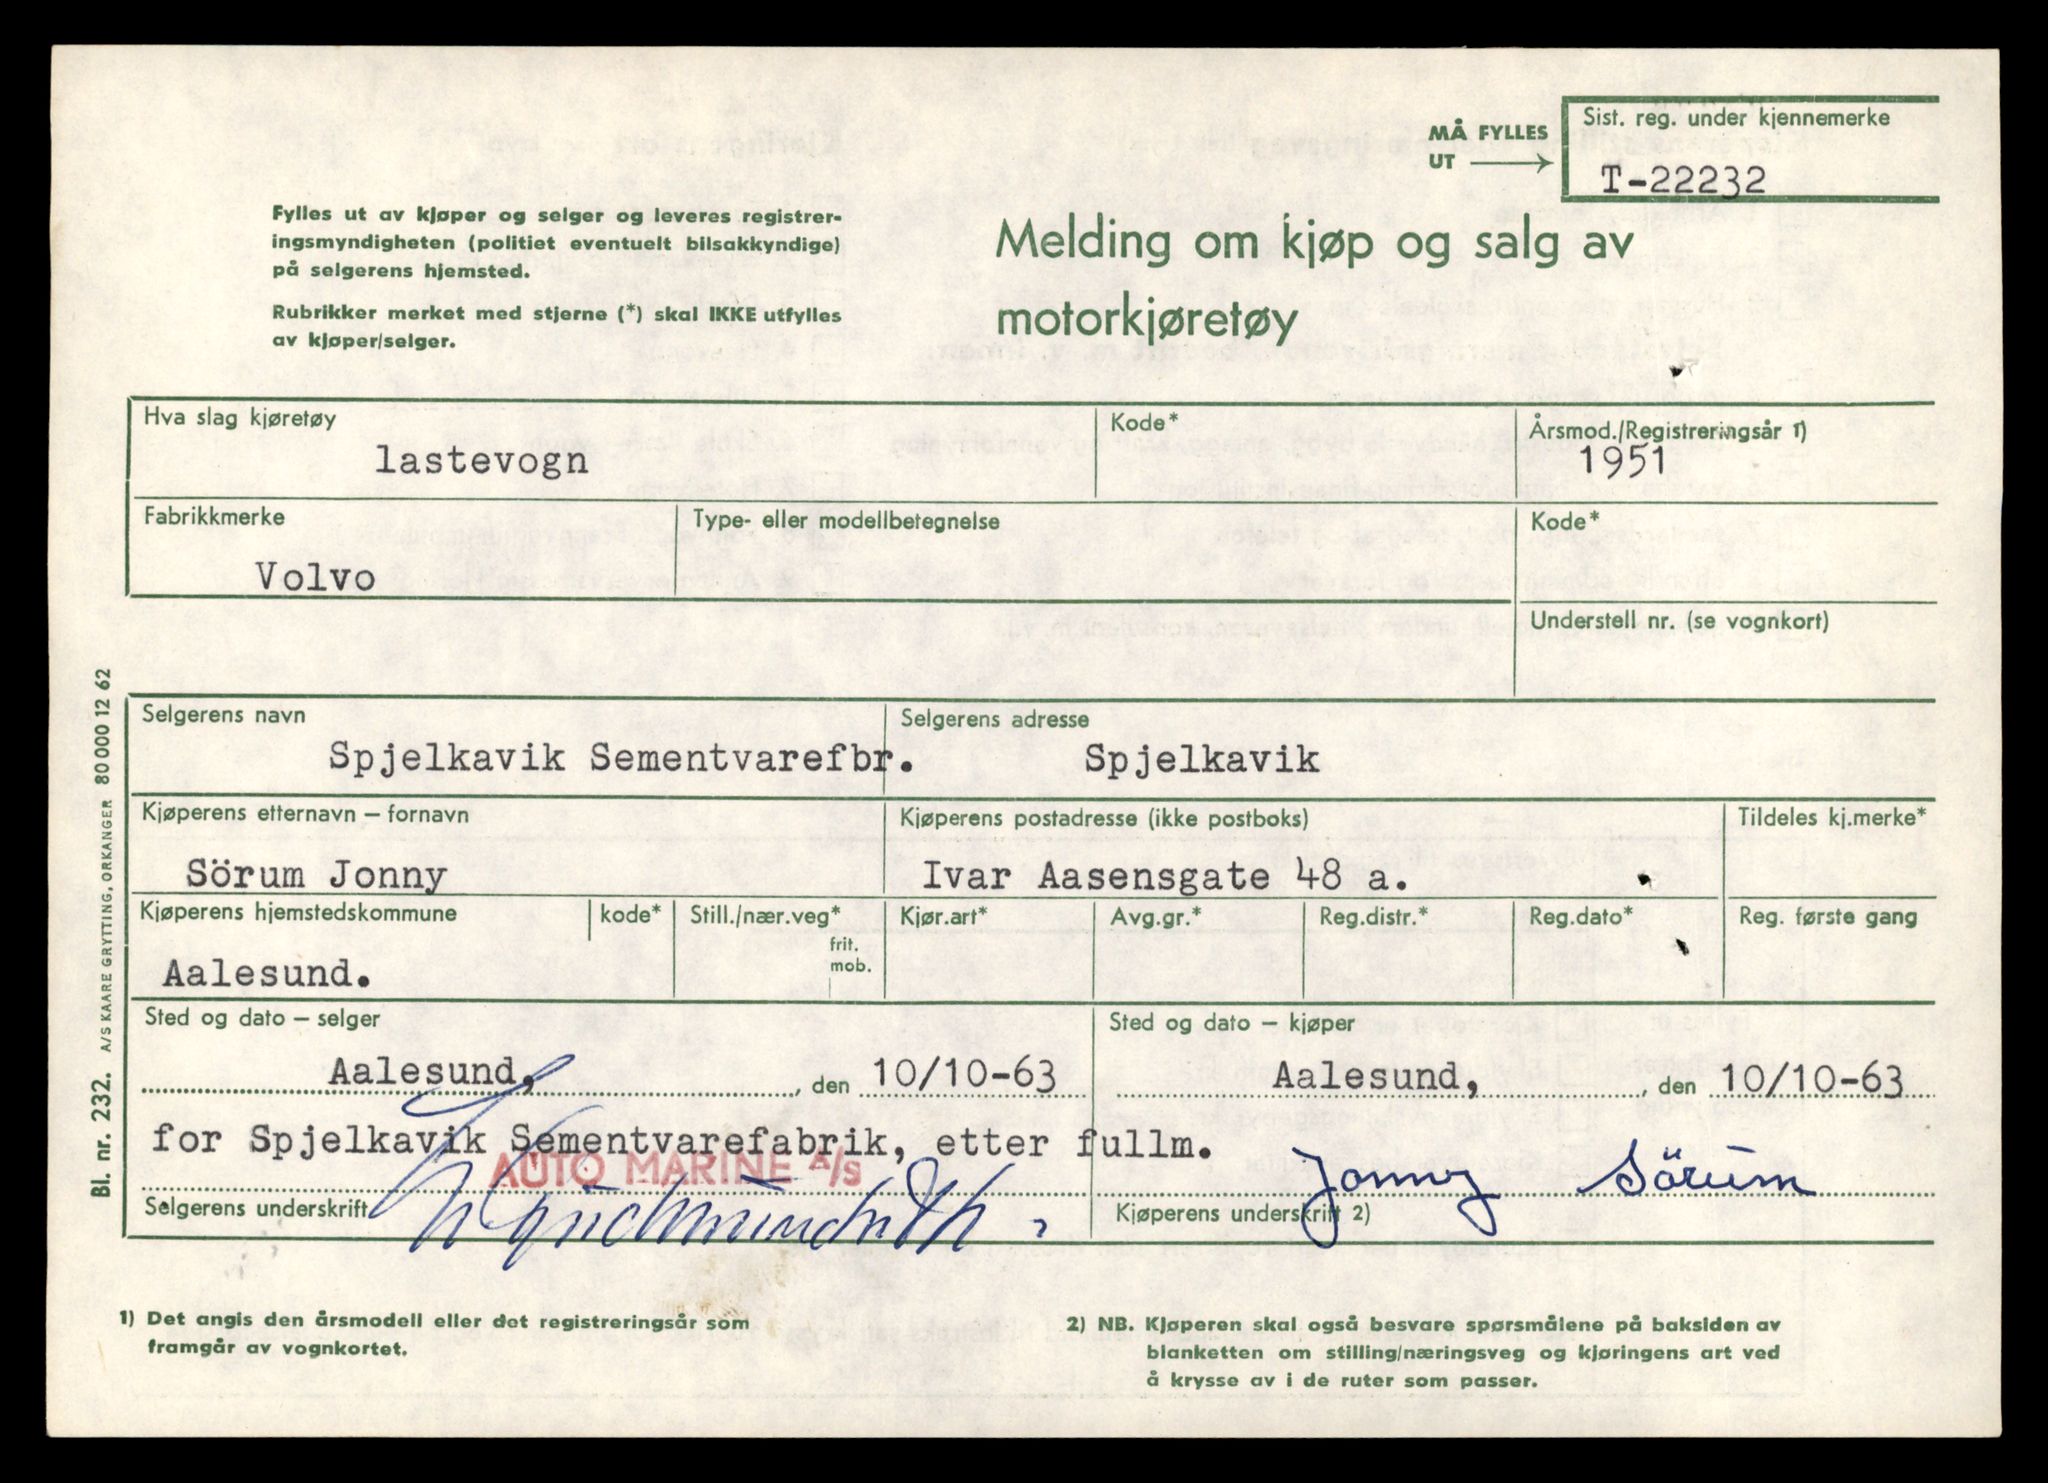 MÅ FYLLES
UT
Sist. reg. under kjennemerke
T-22232
Fylles ut av kjøper og selger og leveres registrer-
ingsmyndigheten (politiet eventuelt bilsakkyndige)
på selgerens hjemsted.
Rubrikker merket med stjerne (*) skal IKKE utfylles
av kjøper/selger.
Melding om kjøp og salg av
motorkjøretøy
Hva slag kjøretøy
lastevogn
Kode*
Årsmod./Registreringsår 1)
1951
Fabrikkmerke
Volvo
Type- eller modellbetegnelse
Kode*
Understell nr. (se vognkort)
Selgerens navn
Spjelkavik Sementvarefbr.
Selgerens adresse
Spjelkavik
Kjøperens etternavn – fornavn
Sörum Jonny
Kjøperens postadresse (ikke postboks)
Ivar Aasensgate 48 a.
Tildeles kj.merke*
Kjøperens hjemstedskommune
Aalesund.
kode*
Still./nær.veg*
frit.
mob.
Kjør.art*
Avg.gr.*
Reg.distr.*
Reg.dato*
Reg. første gang
Sted og dato – selger
Aalesund, , den 10/10-63
Sted og dato – kjøper
Aalesund, , den 10/10-63
for Spjelkavik Sementvarefabrik, etter fullm.
AUTO MARINE A/S
Selgerens underskrift
Jonny Sörum
Kjøperens underskrift 2)
1) Det angis den årsmodell eller det registreringsår som
framgår av vognkortet.
2) NB. Kjøperen skal også besvare spørsmålene på baksiden av
blanketten om stilling/næringsveg og kjøringens art ved
å krysse av i de ruter som passer.
Bl. nr. 232. A/S KAARE GRYTTING, ORKANGER 80000 12 62